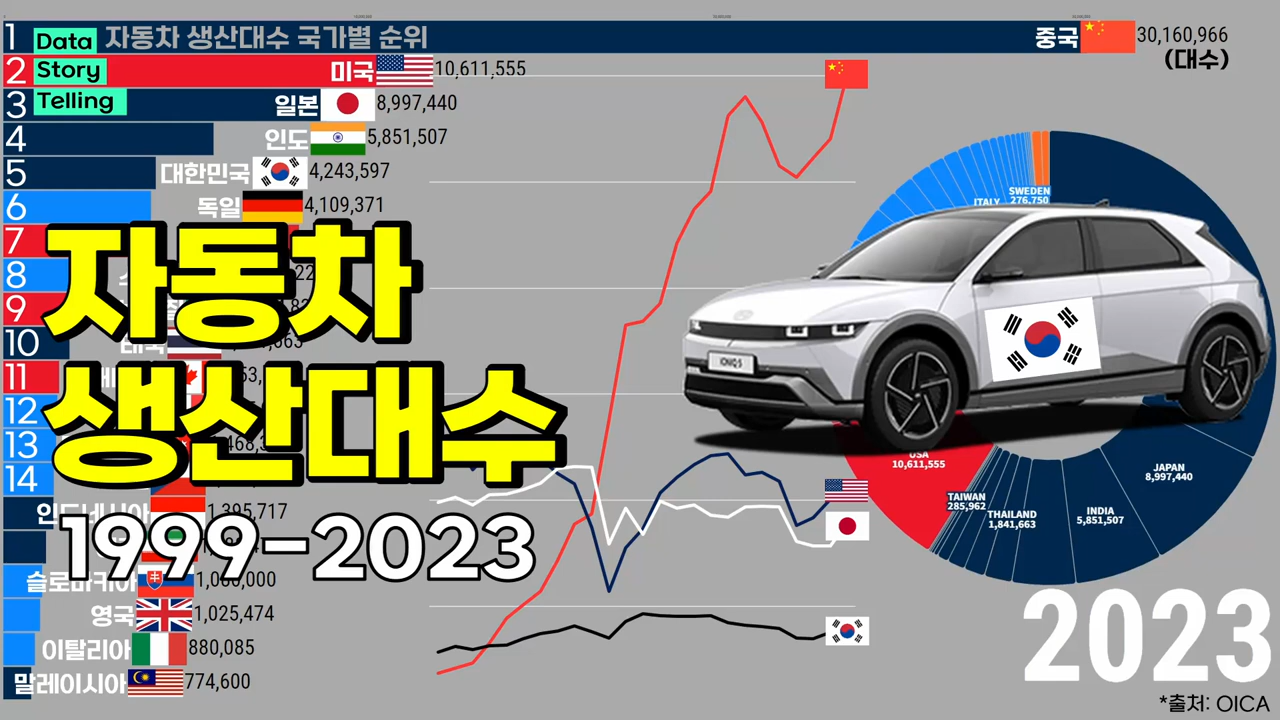 1 Data 자동차 생산대수 국가별 순위 중국 30,160,966
(대수)
2 Story 미국 10,611,555
3 Telling 일본 8,997,440
4 인도 5,851,507
5 대한민국 4,243,597
6 독일 4,109,371
7
8
9
10
11
12
13
14
자동차
생산대수
1999-2023
1,395,717
슬로바키아 1,080,000
영국 1,025,474
이탈리아 880,085
말레이시아 774,600
SWEDEN
276,750
ITALY
IONIQ 5
USA
10,611,555
TAIWAN
285,962
THAILAND
1,841,663
INDIA
5,851,507
JAPAN
8,997,440
2023
*출처: OICA